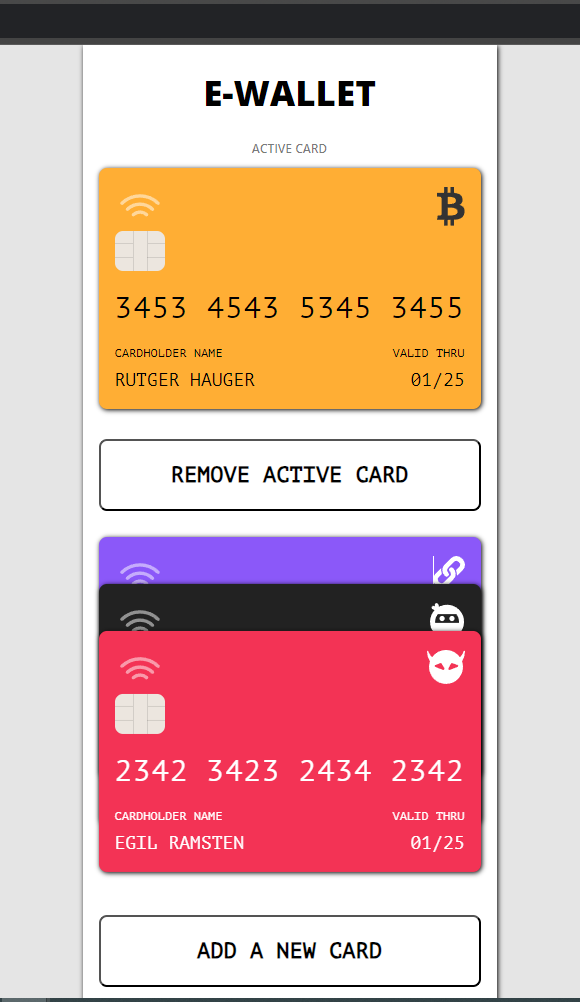 E-WALLET
ACTIVE CARD
3453 4543 5345 3455
CARDHOLDER NAME VALID THRU
RUTGER HAUGER 01/25
REMOVE ACTIVE CARD
2342 3423 2434 2342
CARDHOLDER NAME VALID THRU
EGIL RAMSTEN 01/25
ADD A NEW CARD